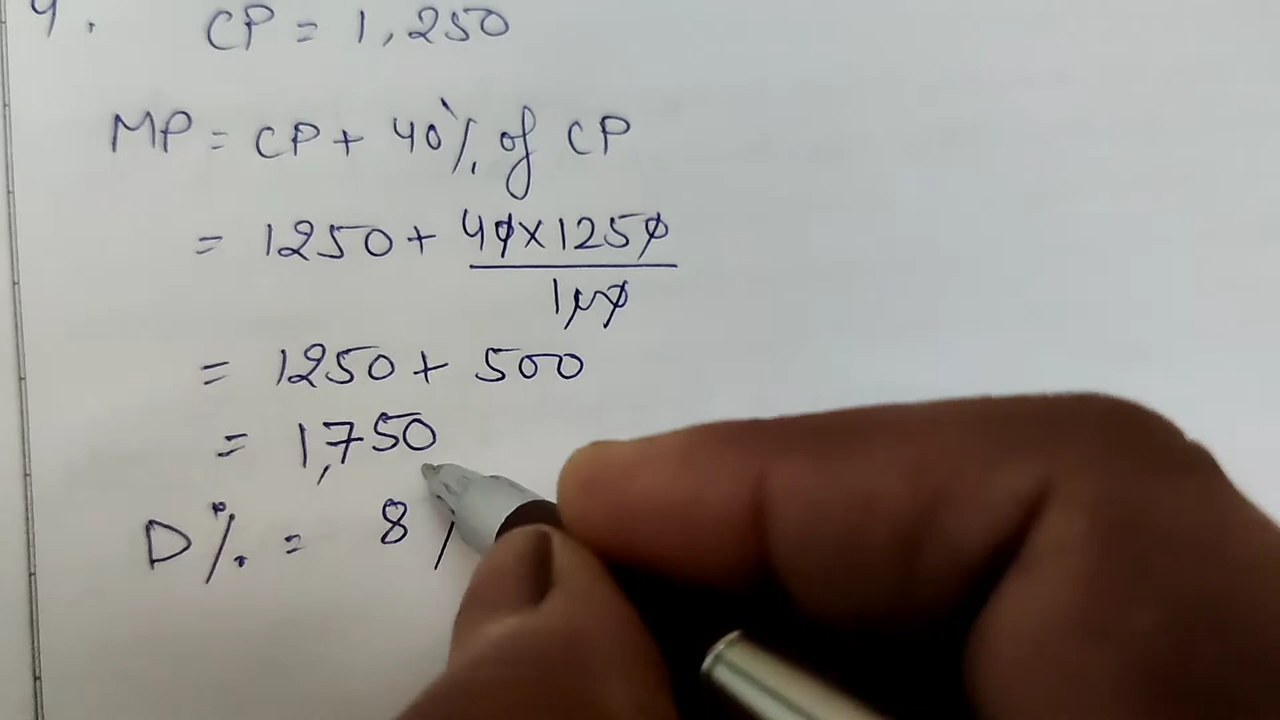 CP = 1,250
MP = CP + 40% of CP
= 1250 + 40 x 1250
100
= 1250 + 500
= 1,750
D% = 8